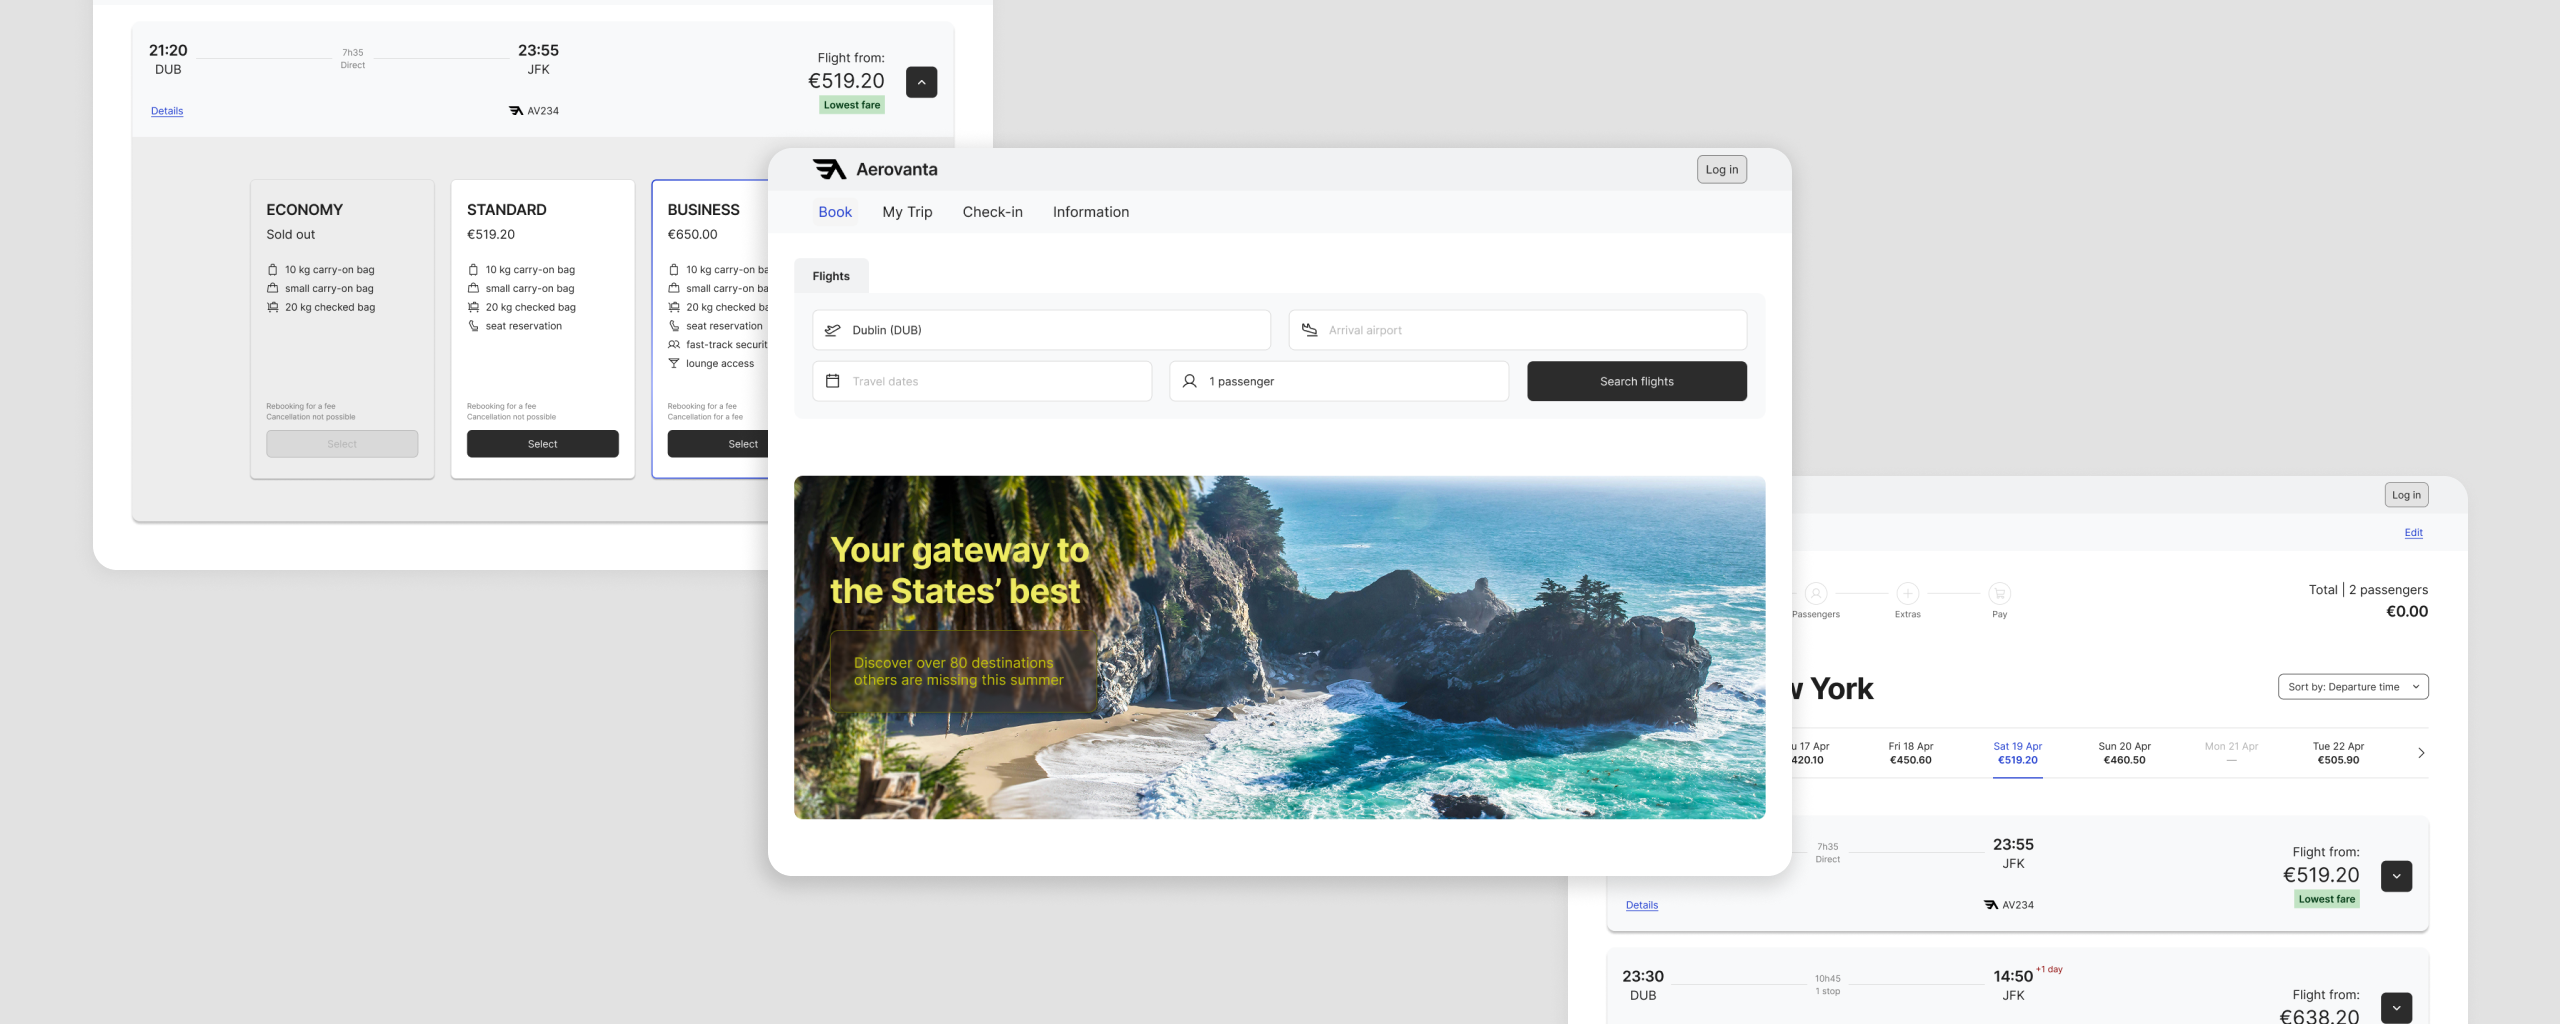 21:20
7h35
23:55
DUB
Direct
JFK
Flight from:
€519.20
Lowest fare
Details
AV234
ECONOMY
Sold out
10 kg carry-on bag
small carry-on bag
20 kg checked bag
Rebooking for a fee
Cancellation not possible
Select
STANDARD
€519.20
10 kg carry-on bag
small carry-on bag
20 kg checked bag
seat reservation
Rebooking for a fee
Cancellation not possible
Select
BUSINESS
€650.00
10 kg carry-on
small carry-on
20 kg checked
seat reservation
fast-track
lounge access
Rebooking for a fee
Cancellation for a fee
Select
Aerovanta
Log in
Book My Trip Check-in Information
Flights
Dublin (DUB)
Arrival airport
Travel dates
1 passenger
Search flights
Your gateway to
the States’ best
Discover over 80 destinations
others are missing this summer
Log in
Edit
Passengers
Extras
Pay
Total | 2 passengers
€0.00
York
Sort by: Departure time
17 Apr
420.10
Fri 18 Apr
€450.60
Sat 19 Apr
€519.20
Sun 20 Apr
€460.50
Mon 21 Apr
—
Tue 22 Apr
€505.90
7h35
Direct
23:55
JFK
Flight from:
€519.20
Lowest fare
Details
AV234
23:30
DUB
10h45
1 stop
14:50 +1 day
JFK
Flight from:
€638.20